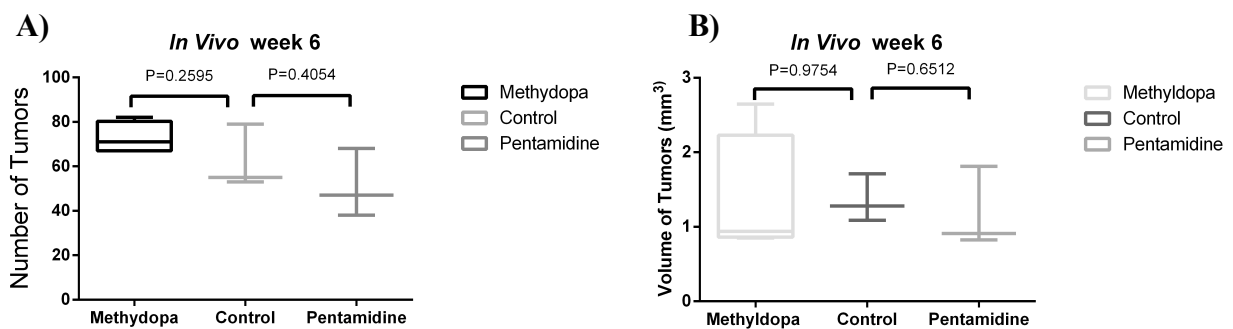 A)
In Vivo week 6
P=0.2595
P=0.4054
Number of Tumors
100
80
60
40
20
0
Methydopa
Control
Pentamidine
Methydopa
Control
Pentamidine
B)
In Vivo week 6
P=0.9754
P=0.6512
Volume of Tumors (mm3)
3
2
1
0
Methyldopa
Control
Pentamidine
Methyldopa
Control
Pentamidine